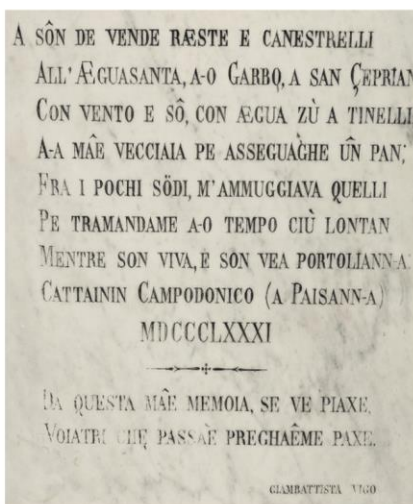 A SÔN DE VENDE RÆSTE E CANESTRELLI
ALL'ÆGUASANTA, A-O GARBO, A SAN ÇEPRIAN
CON VENTO E SÔ, CON ÆGUA ZÙ A TINELLI
A-A MÆ VECCIAIA PE ASSEGUAGHE ÛN PAN;
FRA I POCHI SÖDI, M'AMMUGGIAVA QUELLI
PE TRAMANDAME A-O TEMPO CIÙ LONTAN
MENTRE SON VIVA, E SON VEA PORTOLIANN-A:
CATTAININ CAMPODONICO (A PAISANN-A)
MDCCCLXXXI
DA QUESTA MÆ MEMOIA, SE VE PIAXE,
VOIATRI CHE PASSAE PREGHAÊME PAXE.
GIAMBATTISTA VIGO